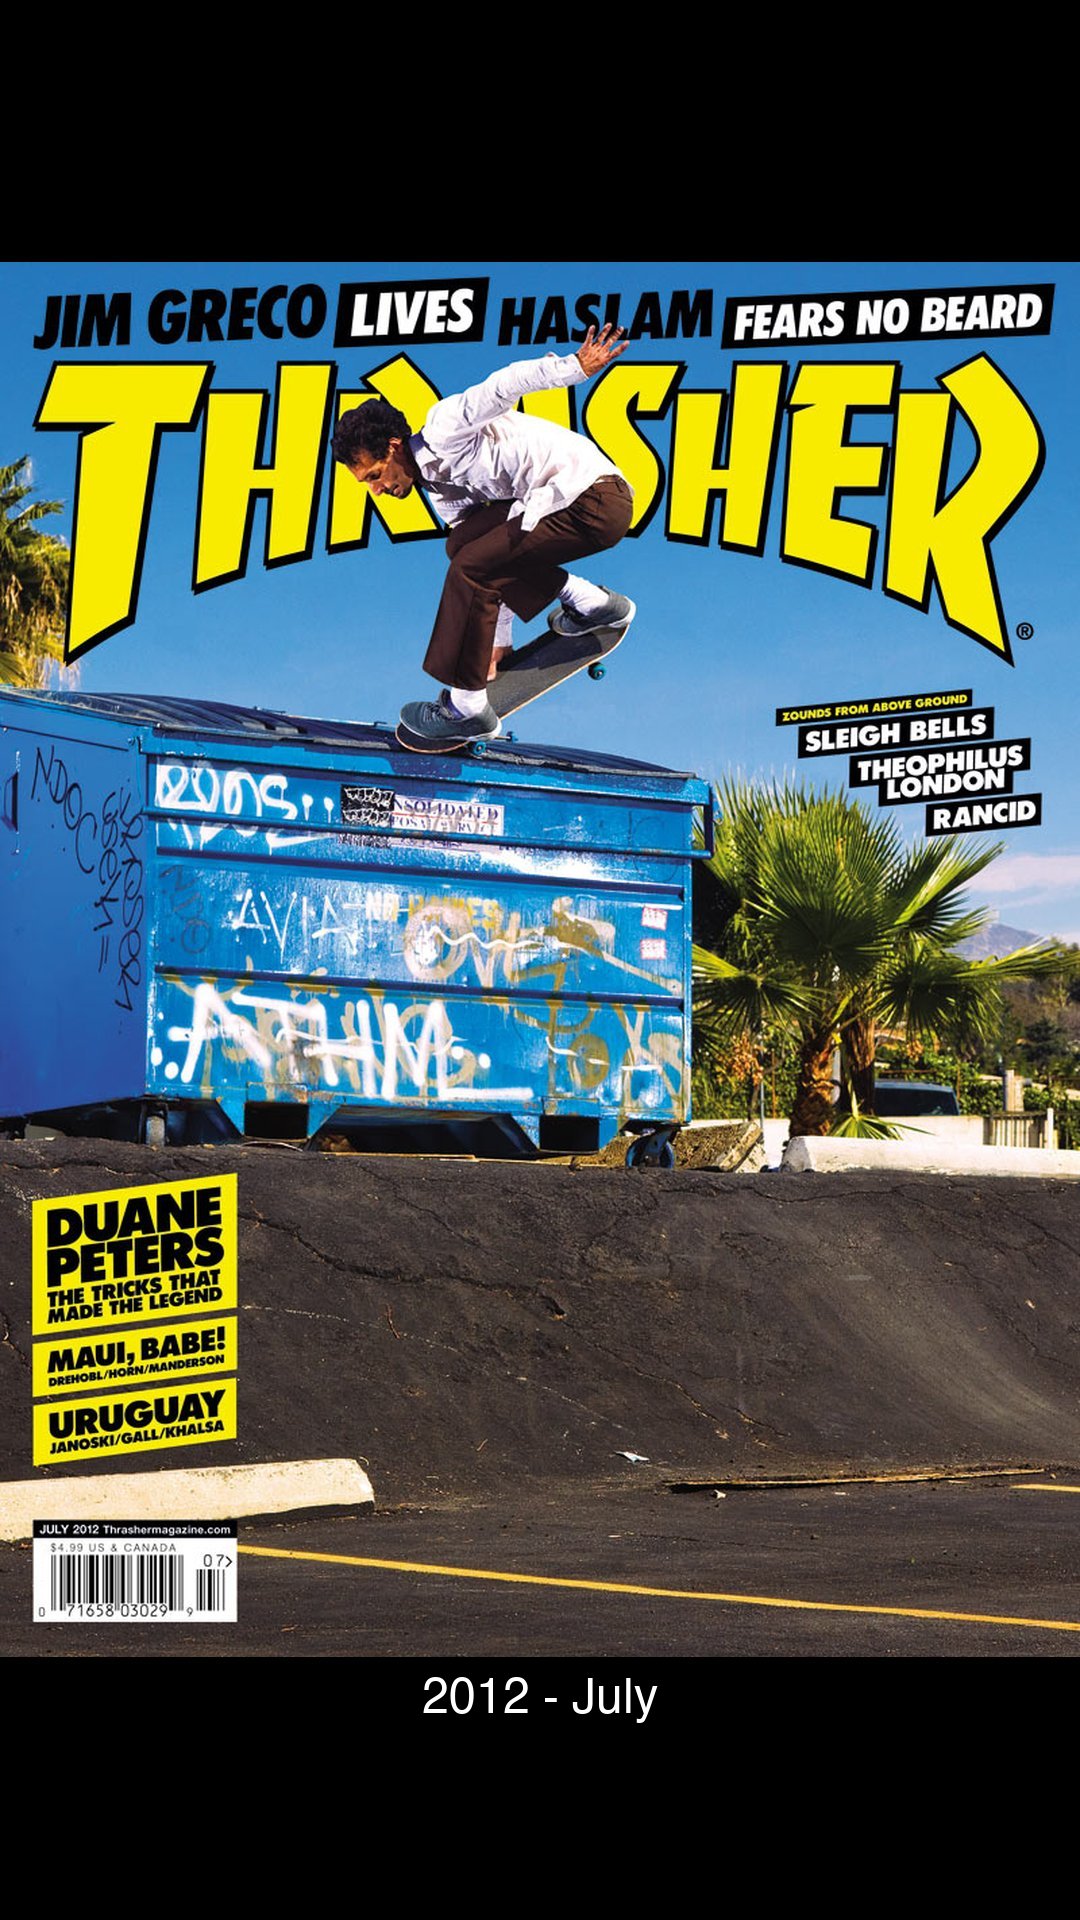 JIM GRECO LIVES HASLAM FEARS NO BEARD
THRASHER®
ZOUNDS FROM ABOVE GROUND
SLEIGH BELLS
THEOPHILUS
LONDON
RANCID
NO
DUANE
PETERS
THE TRICKS THAT
MADE THE LEGEND
MAUI, BABE!
DREHOBL/HORN/MANDERSON
URUGUAY
JANOSKI/GALL/KHALSA
JULY 2012 Thrashermagazine.com
$4.99 US & CANADA
07>
0 71658 03029 9
2012 - July